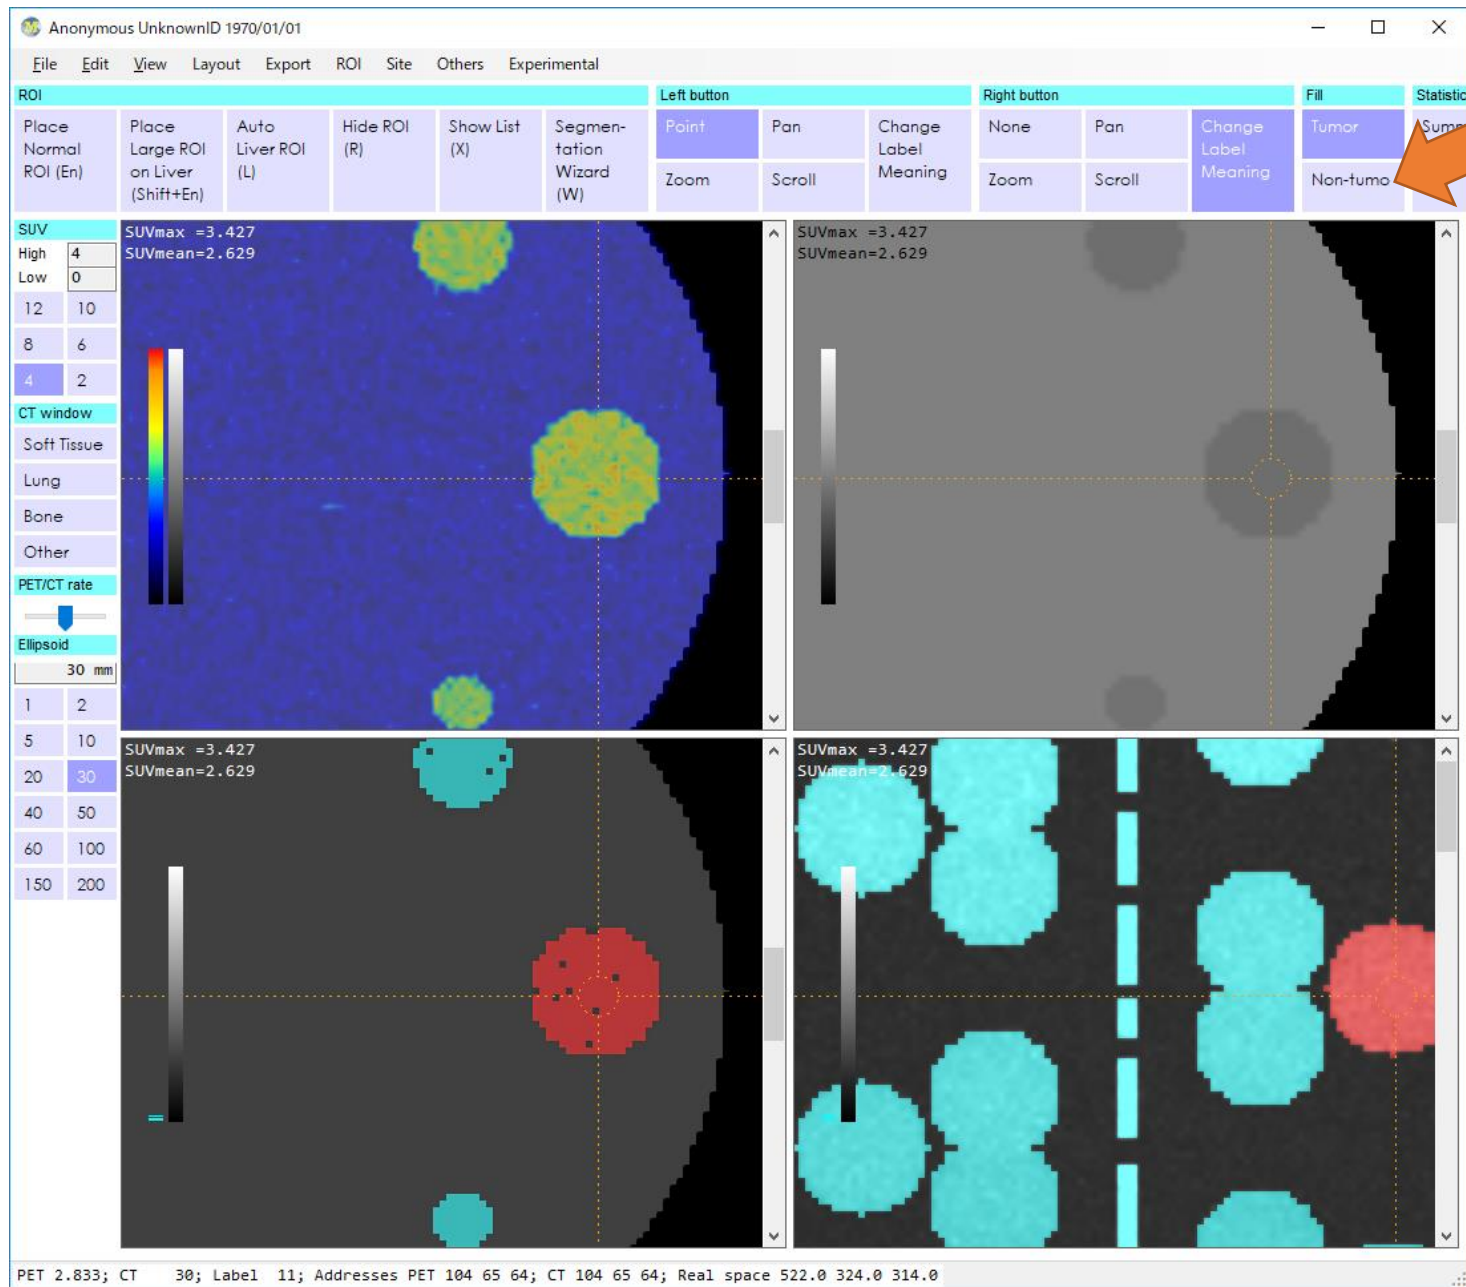 Anonymous UnknownID 1970/01/01
File Edit View Layout Export ROI Site Others Experimental
ROI Left button Right button Fill Statistic
Place Normal ROI (En)
Place Large ROI on Liver (Shift+En)
Auto Liver ROI (L)
Hide ROI (R)
Show List (X)
Segmen-tation Wizard (W)
Point
Pan
Change Label Meaning
Zoom
Scroll
None
Pan
Change Label Meaning
Zoom
Scroll
Tumor
Non-tumo
Summ
SUV
High 4
Low 0
12 10
8 6
4 2
CT window
Soft Tissue
Lung
Bone
Other
PET/CT rate
Ellipsoid
30 mm
1 2
5 10
20 30
40 50
60 100
150 200
SUVmax =3.427
SUVmean=2.629
SUVmax =3.427
SUVmean=2.629
SUVmax =3.427
SUVmean=2.629
SUVmax =3.427
SUVmean=2.629
PET 2.833; CT 30; Label 11; Addresses PET 104 65 64; CT 104 65 64; Real space 522.0 324.0 314.0